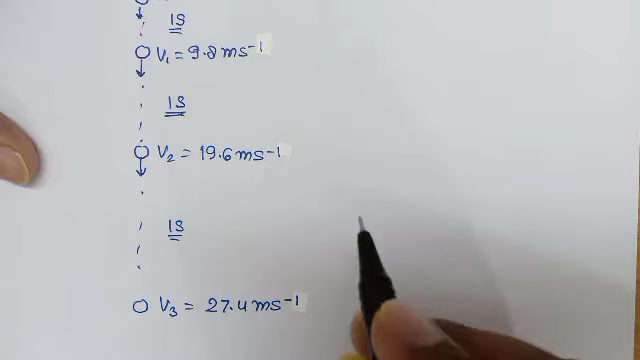 1S
V₁ = 9.8 ms⁻¹
1S
V₂ = 19.6 ms⁻¹
1S
V₃ = 27.4 ms⁻¹